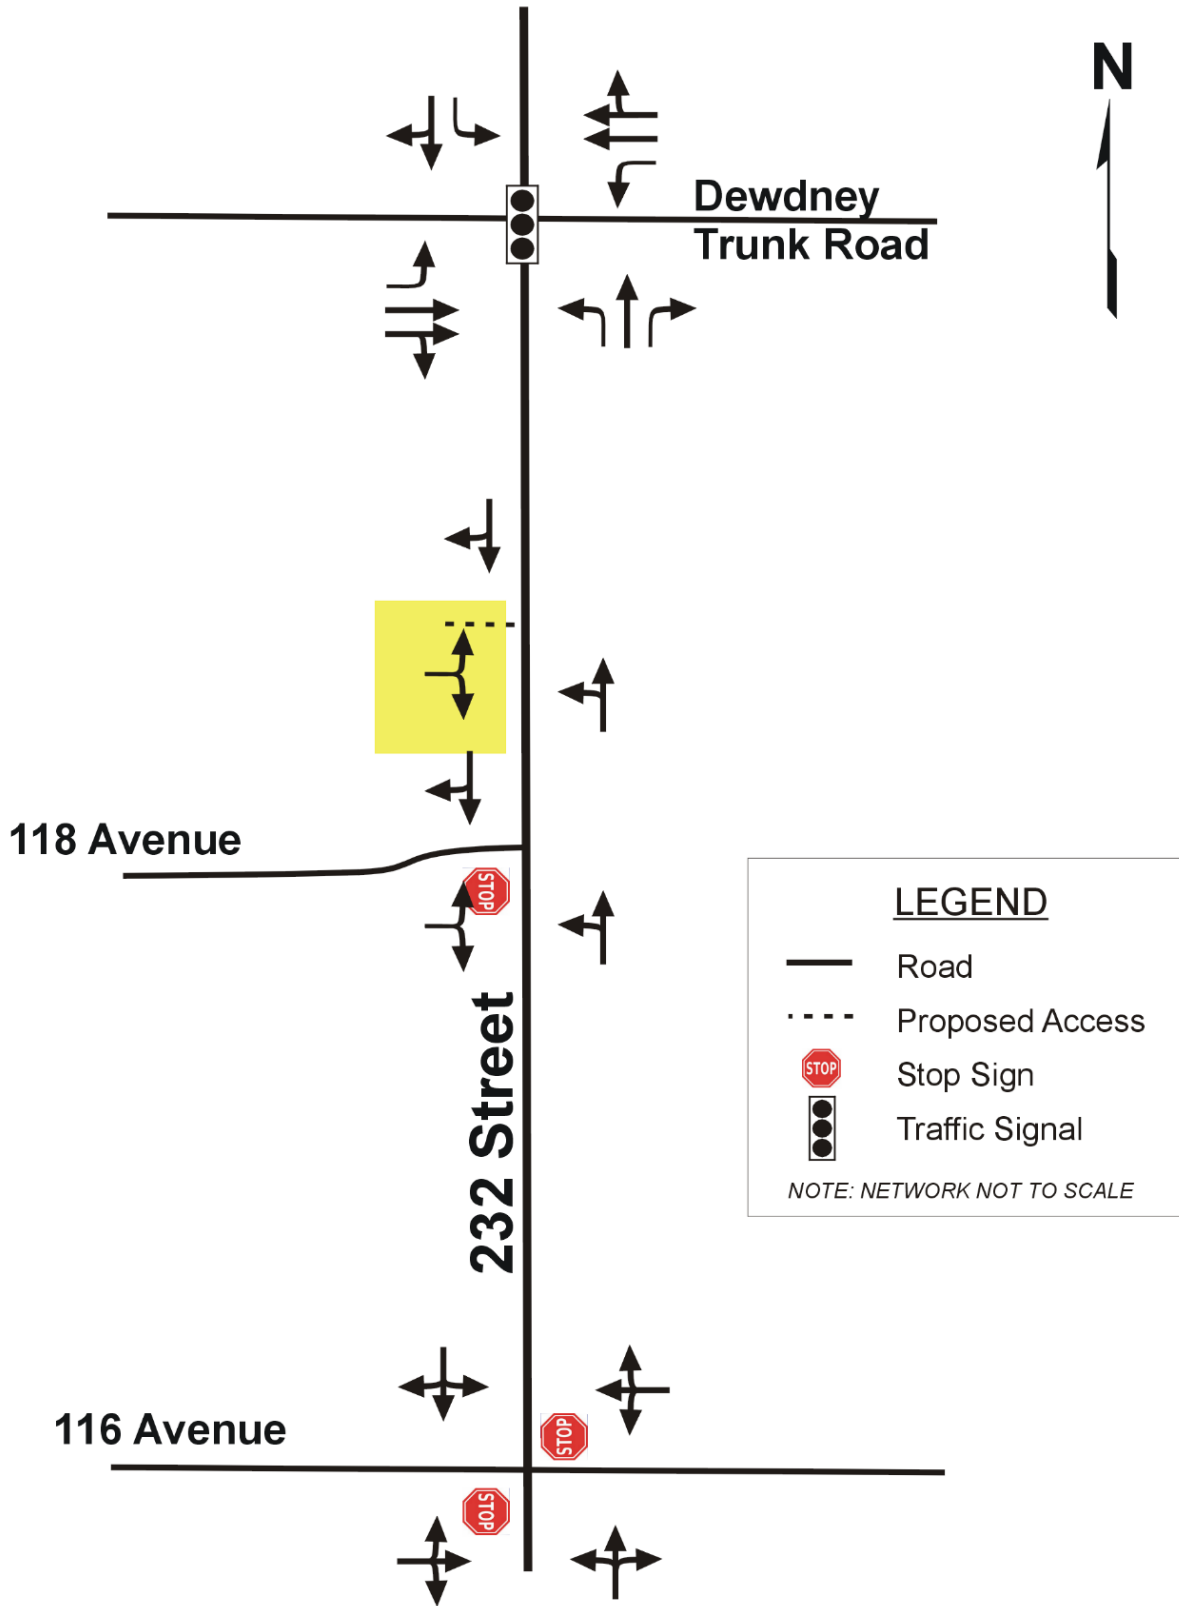 N
Dewdney
Trunk Road
118 Avenue
STOP
232 Street
LEGEND
Road
Proposed Access
STOP
Stop Sign
Traffic Signal
NOTE: NETWORK NOT TO SCALE
116 Avenue
STOP
STOP